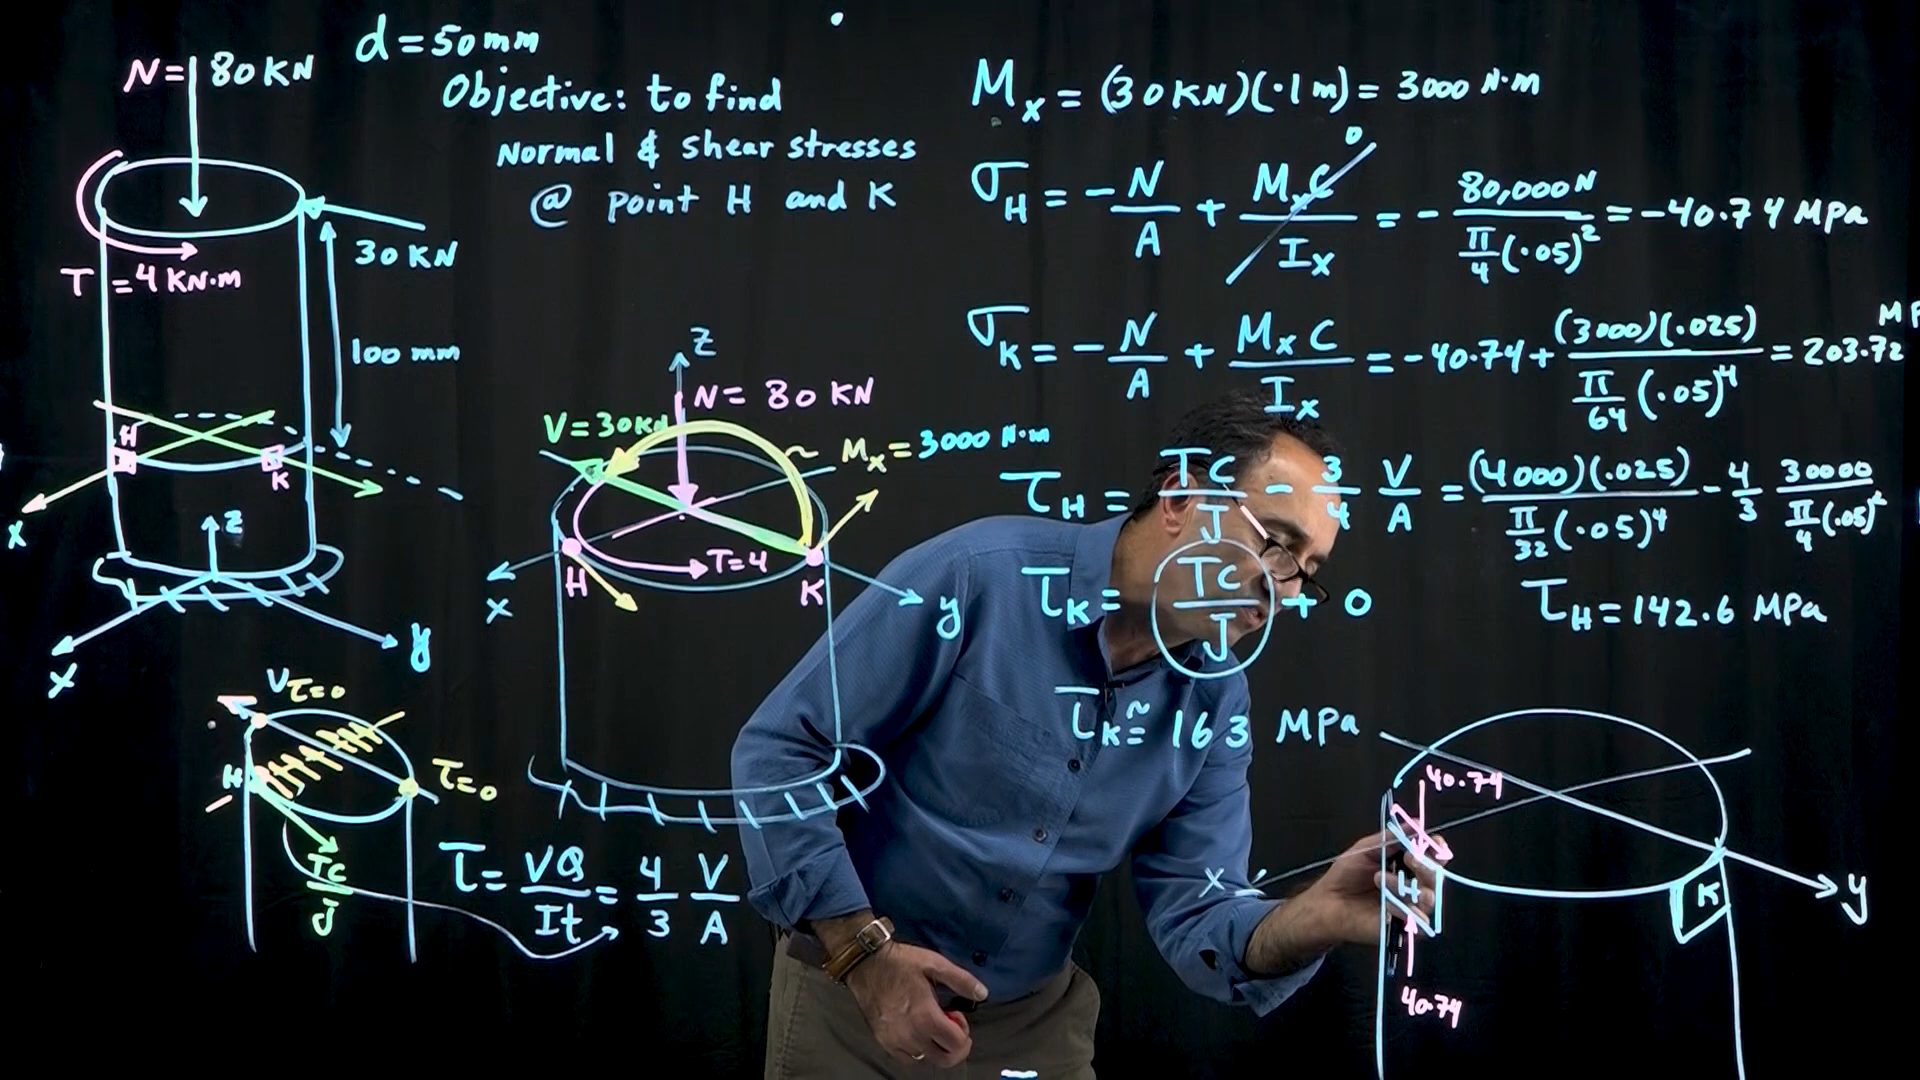 d = 50 mm
N = 80 KN
Objective: to find
Normal & shear stresses
@ point H and K
T = 4 KN·m
30 KN
100 mm
H
K
x
z
x
y
z
N = 80 KN
V = 30 KN
Mx = 3000 N·m
T = 4
H
K
x
y
V τ=0
H
τ=0
TC/J
τ = VQ/It = 4/3 V/A
Mx = (30 KN)(.1 m) = 3000 N·m
σH = - N/A + MxC/Ix 0 = - 80,000 N / π/4 (.05)² = -40.74 MPa
σK = - N/A + MxC/Ix = -40.74 + (3000)(.025) / π/64 (.05)⁴ = 203.72
τH = TC/J - 3/4 V/A = (4000)(.025) / π/32 (.05)⁴ - 4/3 30000 / π/4 (.05)²
τK = TC/J + 0
τH = 142.6 MPa
τK ≅ 163 MPa
40.74
H
40.74
K
x
y